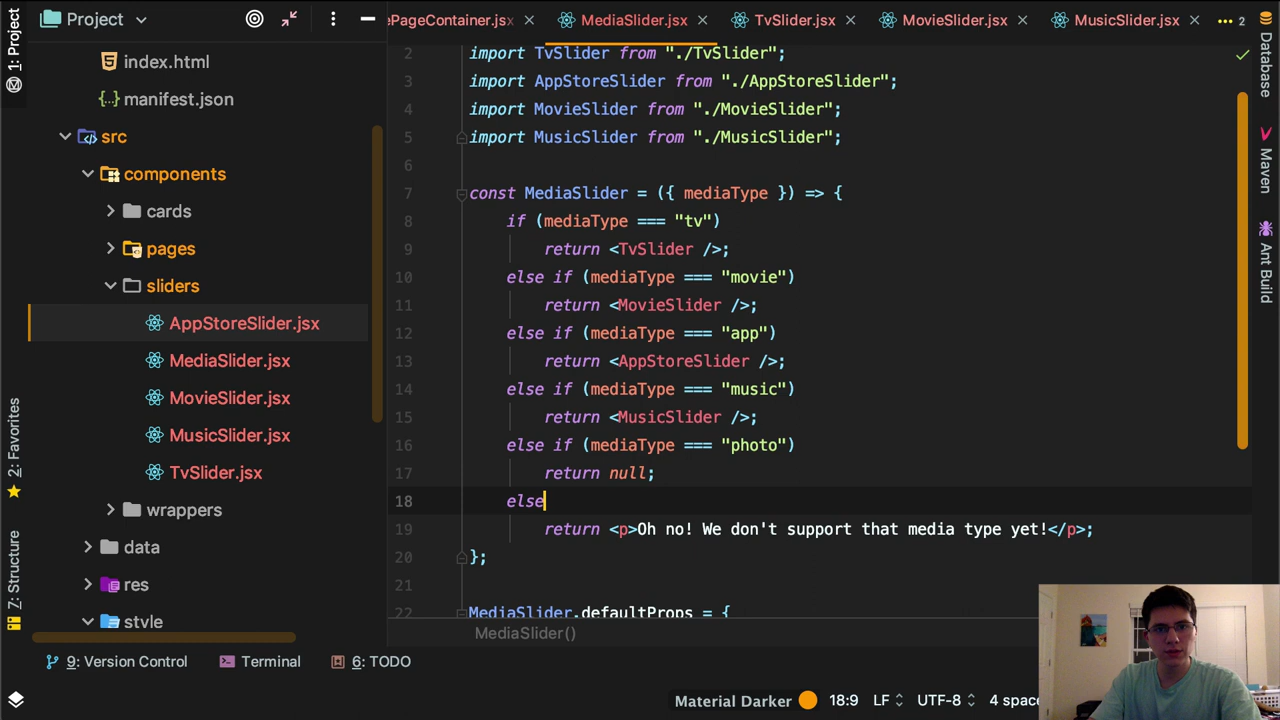 Project
ePageContainer.jsx
MediaSlider.jsx
TvSlider.jsx
MovieSlider.jsx
MusicSlider.jsx
2
1: Project
2: Favorites
7: Structure
index.html
manifest.json
src
components
cards
pages
sliders
AppStoreSlider.jsx
MediaSlider.jsx
MovieSlider.jsx
MusicSlider.jsx
TvSlider.jsx
wrappers
data
res
style
2 import TvSlider from "./TvSlider";
3 import AppStoreSlider from "./AppStoreSlider";
4 import MovieSlider from "./MovieSlider";
5 import MusicSlider from "./MusicSlider";
6
7 const MediaSlider = ({ mediaType }) => {
8 if (mediaType === "tv")
9 return <TvSlider />;
10 else if (mediaType === "movie")
11 return <MovieSlider />;
12 else if (mediaType === "app")
13 return <AppStoreSlider />;
14 else if (mediaType === "music")
15 return <MusicSlider />;
16 else if (mediaType === "photo")
17 return null;
18 else
19 return <p>Oh no! We don't support that media type yet!</p>;
20 };
21
22 MediaSlider.defaultProps = {
MediaSlider()
Database
Maven
Ant Build
9: Version Control
Terminal
6: TODO
Material Darker
18:9
LF
UTF-8
4 spac